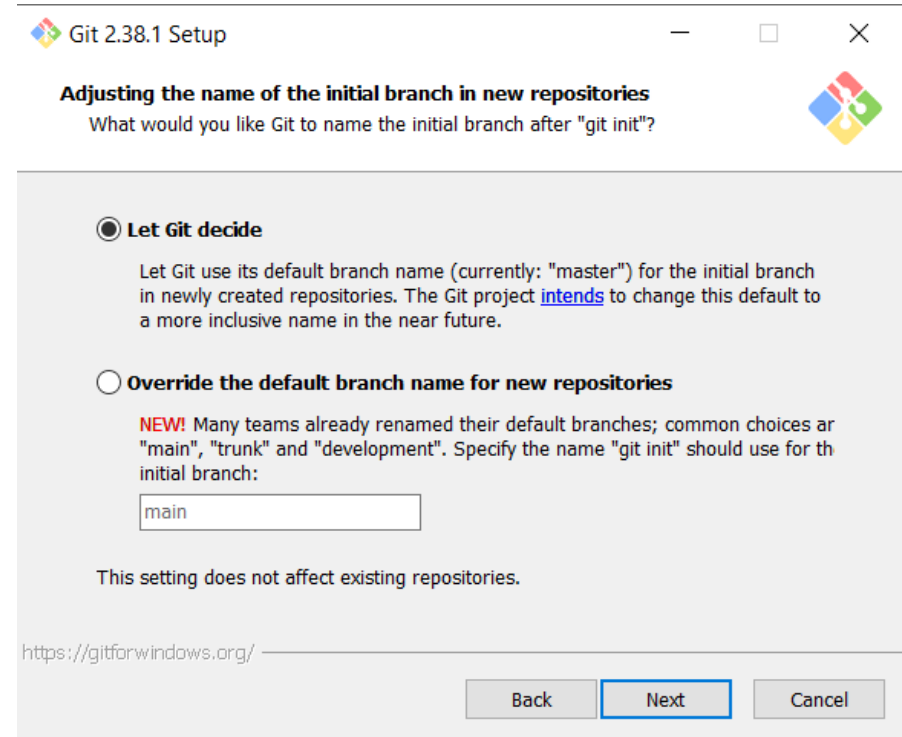 Git 2.38.1 Setup
Adjusting the name of the initial branch in new repositories
What would you like Git to name the initial branch after "git init"?
Let Git decide
Let Git use its default branch name (currently: "master") for the initial branch
in newly created repositories. The Git project intends to change this default to
a more inclusive name in the near future.
Override the default branch name for new repositories
NEW! Many teams already renamed their default branches; common choices ar
"main", "trunk" and "development". Specify the name "git init" should use for th
initial branch:
main
This setting does not affect existing repositories.
https://gitforwindows.org/
Back Next Cancel